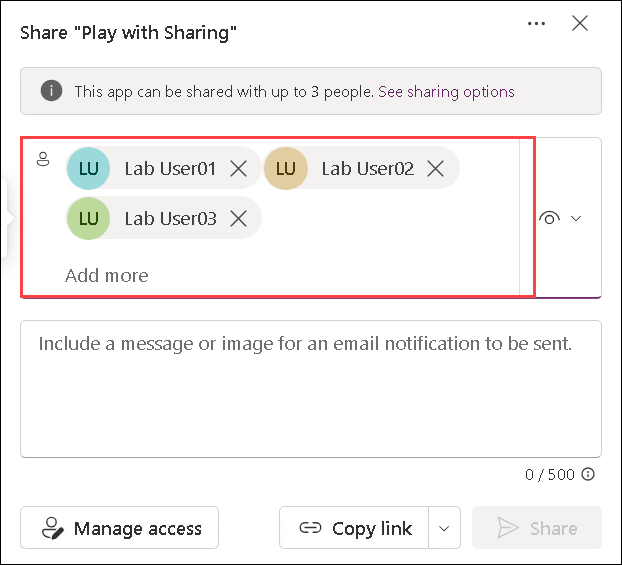 Share "Play with Sharing"
This app can be shared with up to 3 people. See sharing options
LU Lab User01 LU Lab User02
LU Lab User03
Add more
Include a message or image for an email notification to be sent.
0 / 500
Manage access Copy link Share